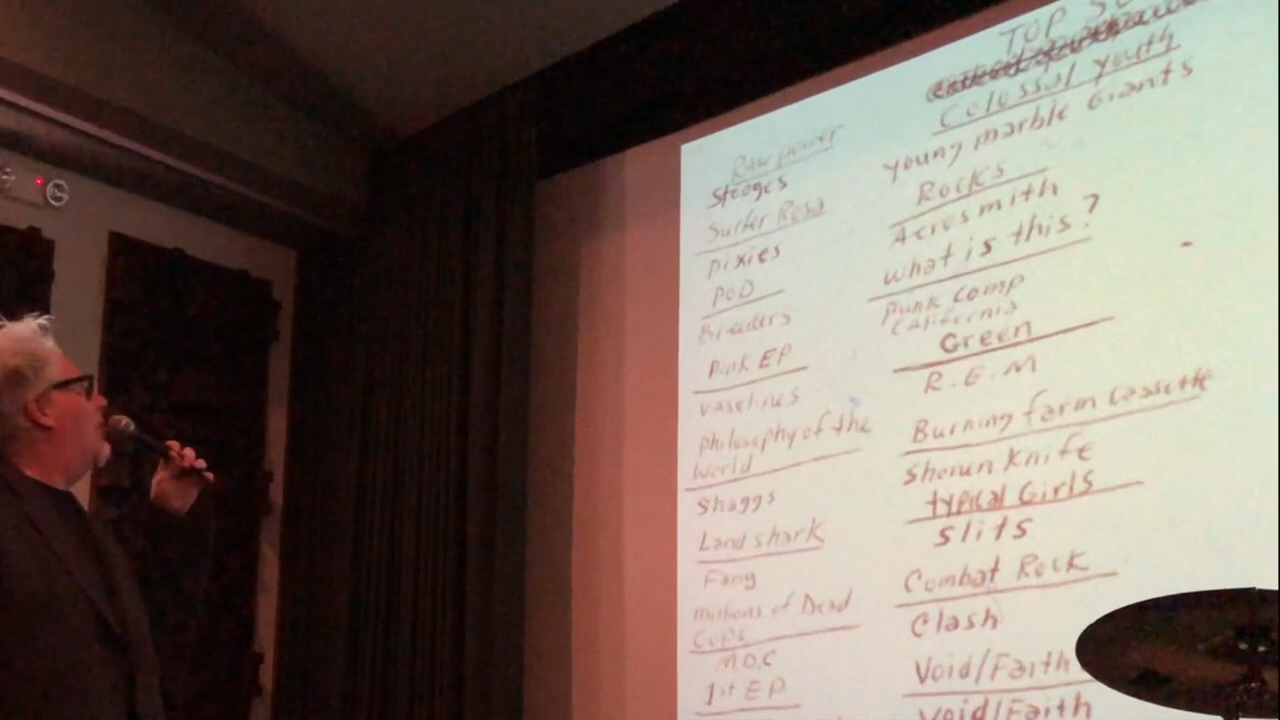 TOP
Raw power
Stooges
Surfer Rosa
Pixies
POD
Breeders
Pink EP
vaselines
philosophy of the
World
Shaggs
Land shark
Fang
Millions of Dead
Cops
M.D.C
1st EP
Colossal youth
young marble Giants
Rocks
Aerosmith
what is this?
punk comp
California
Green
R.E.M
Burning farm cassette
Shonen Knife
typical Girls
Slits
Combat Rock
Clash
Void/Faith
Void/Faith